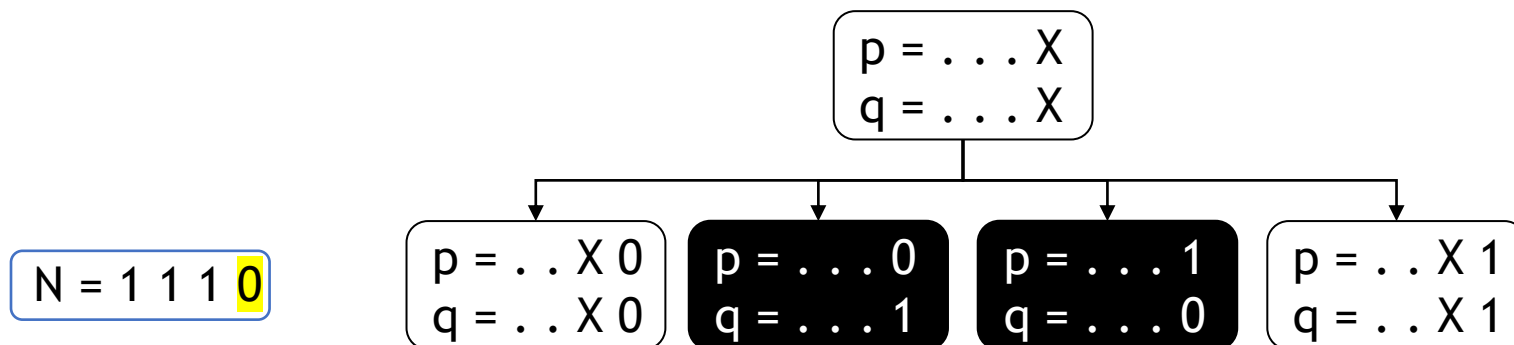 p = . . . X
q = . . . X
N = 1 1 1 0
p = . . X 0
q = . . X 0
p = . . . 0
q = . . . 1
p = . . . 1
q = . . . 0
p = . . X 1
q = . . X 1